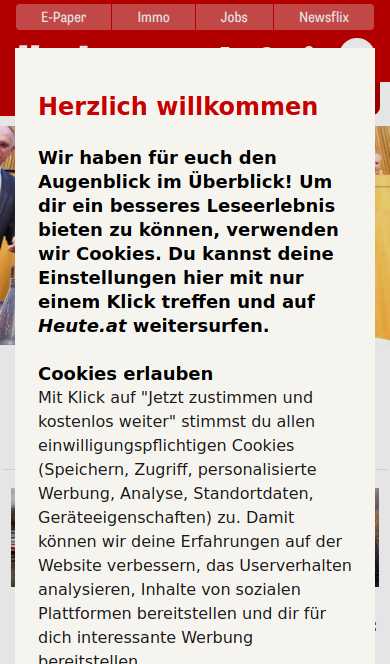 E-Paper
Immo
Jobs
Newsflix
Herzlich willkommen
Wir haben für euch den
Augenblick im Überblick! Um
dir ein besseres Leseerlebnis
bieten zu können, verwenden
wir Cookies. Du kannst deine
Einstellungen hier mit nur
einem Klick treffen und auf
Heute.at weitersurfen.
Cookies erlauben
Mit Klick auf "Jetzt zustimmen und
kostenlos weiter" stimmst du allen
einwilligungspflichtigen Cookies
(Speichern, Zugriff, personalisierte
Werbung, Analyse, Standortdaten,
Geräteeigenschaften) zu. Damit
können wir deine Erfahrungen auf der
Website verbessern, das Userverhalten
analysieren, Inhalte von sozialen
Plattformen bereitstellen und dir für
dich interessante Werbung
bereitstellen